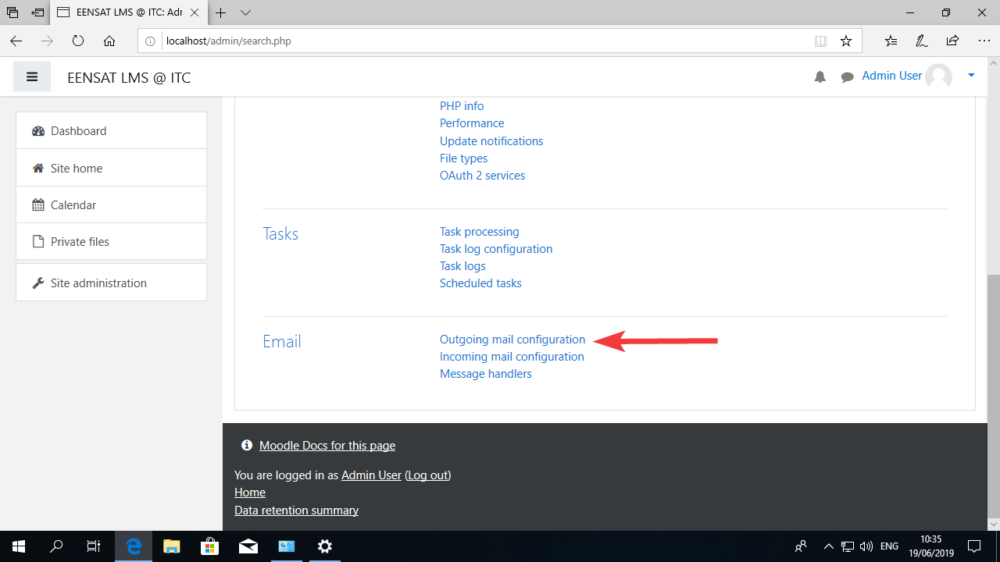 EENSAT LMS @ ITC: Adr
localhost/admin/search.php
EENSAT LMS @ ITC
Admin User
Dashboard
Site home
Calendar
Private files
Site administration
PHP info
Performance
Update notifications
File types
OAuth 2 services
Tasks
Task processing
Task log configuration
Task logs
Scheduled tasks
Email
Outgoing mail configuration
Incoming mail configuration
Message handlers
Moodle Docs for this page
You are logged in as Admin User (Log out)
Home
Data retention summary
ENG
10:35
19/06/2019